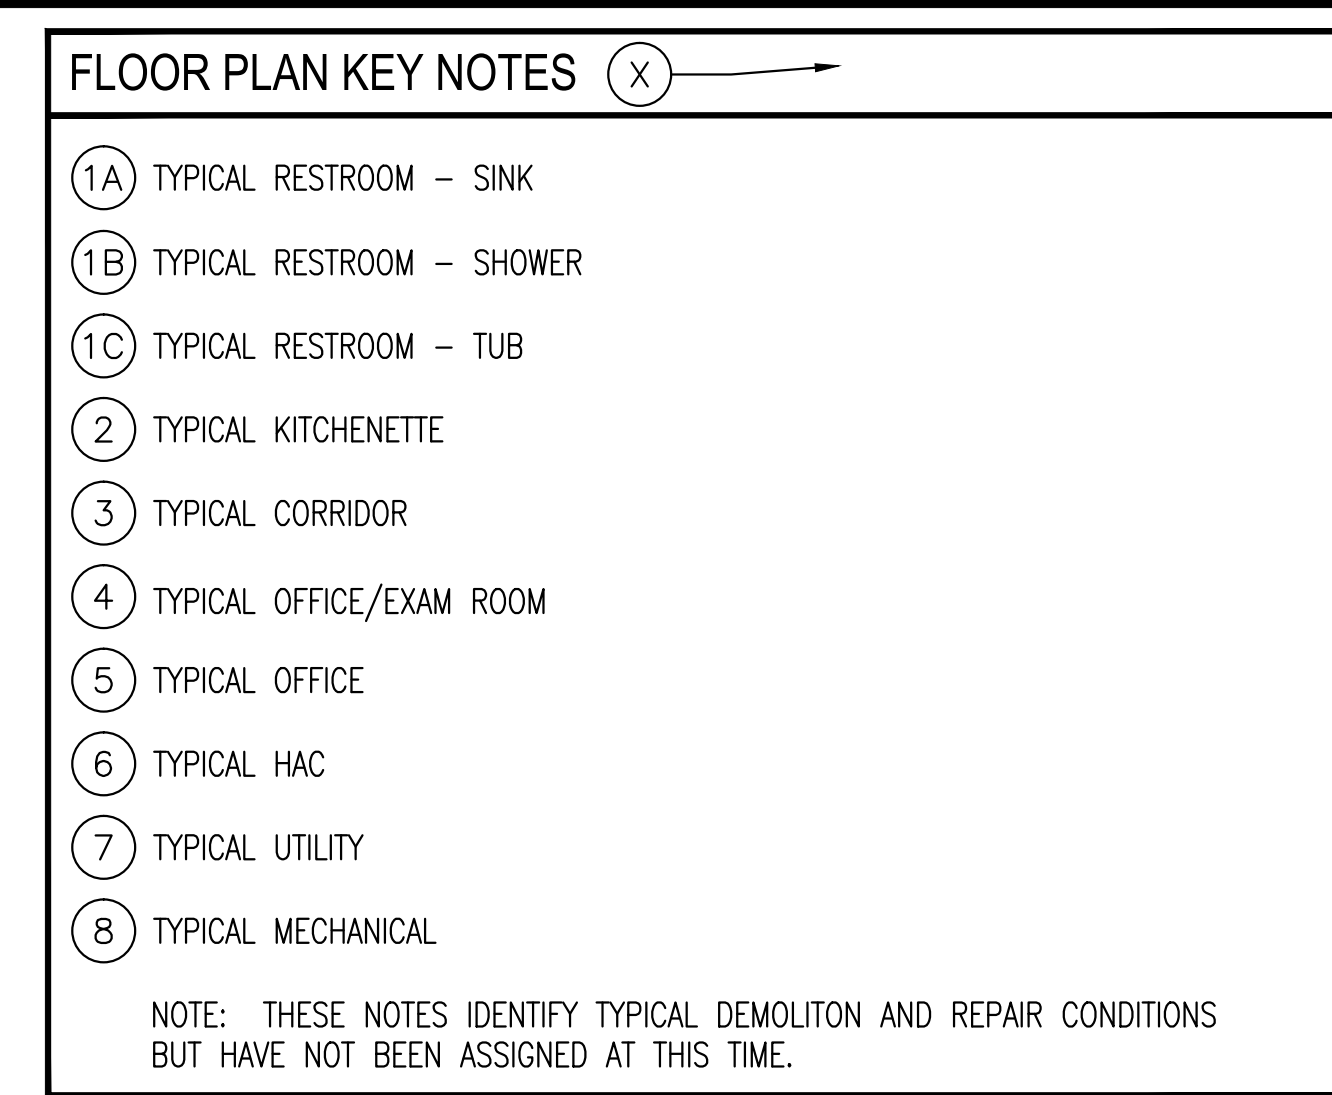 FLOOR PLAN KEY NOTES X
1A TYPICAL RESTROOM – SINK
1B TYPICAL RESTROOM – SHOWER
1C TYPICAL RESTROOM – TUB
2 TYPICAL KITCHENETTE
3 TYPICAL CORRIDOR
4 TYPICAL OFFICE/EXAM ROOM
5 TYPICAL OFFICE
6 TYPICAL HAC
7 TYPICAL UTILITY
8 TYPICAL MECHANICAL
NOTE: THESE NOTES IDENTIFY TYPICAL DEMOLITON AND REPAIR CONDITIONS
BUT HAVE NOT BEEN ASSIGNED AT THIS TIME.